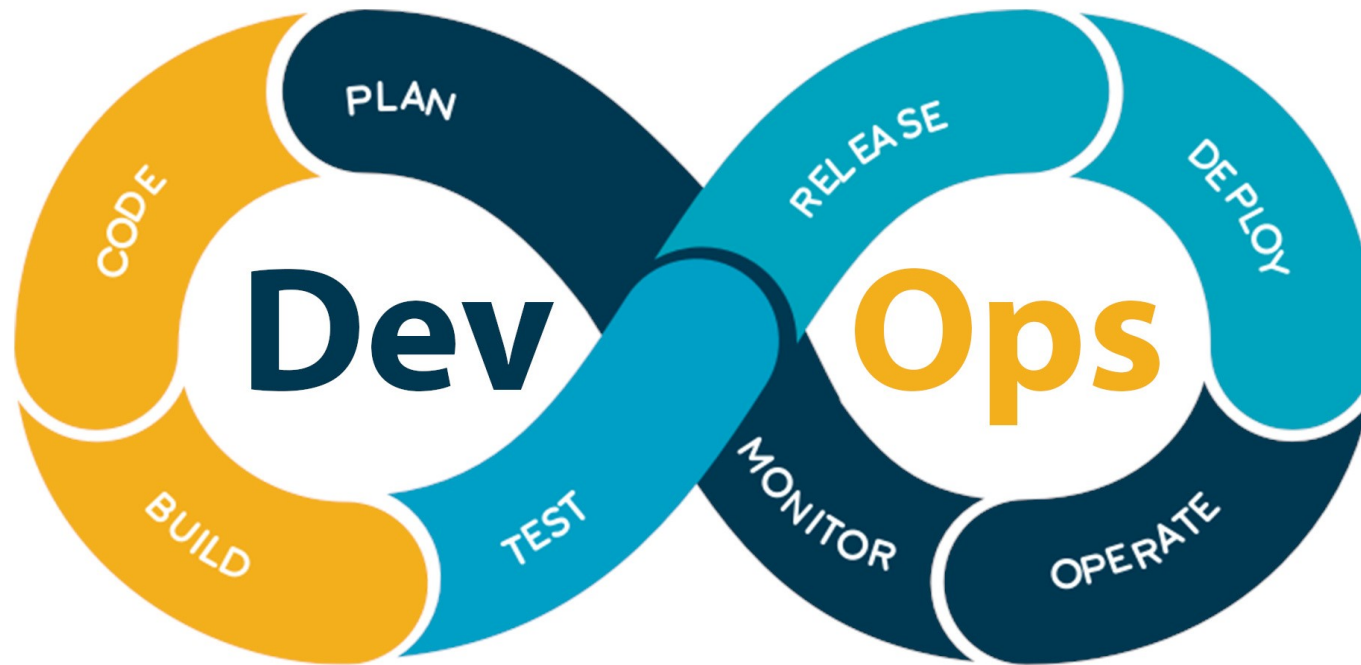 PLAN
CODE
BUILD
TEST
RELEASE
DEPLOY
OPERATE
MONITOR
Dev
Ops